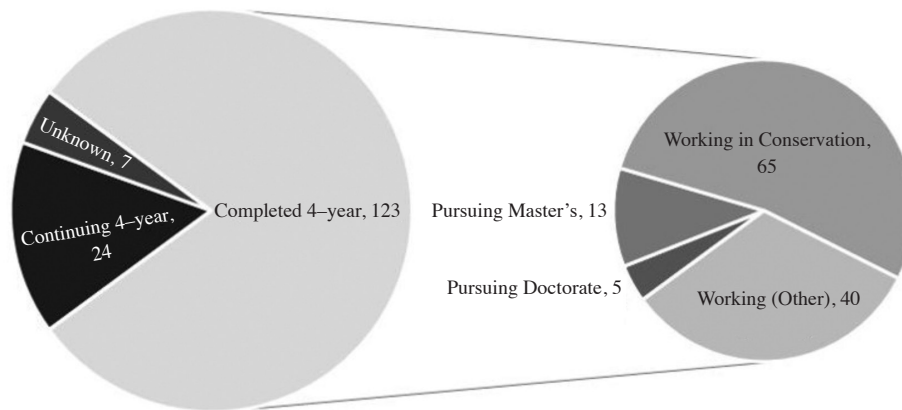 Unknown, 7
Continuing 4–year,
24
Completed 4–year, 123
Working in Conservation,
65
Pursuing Master's, 13
Pursuing Doctorate, 5
Working (Other), 40